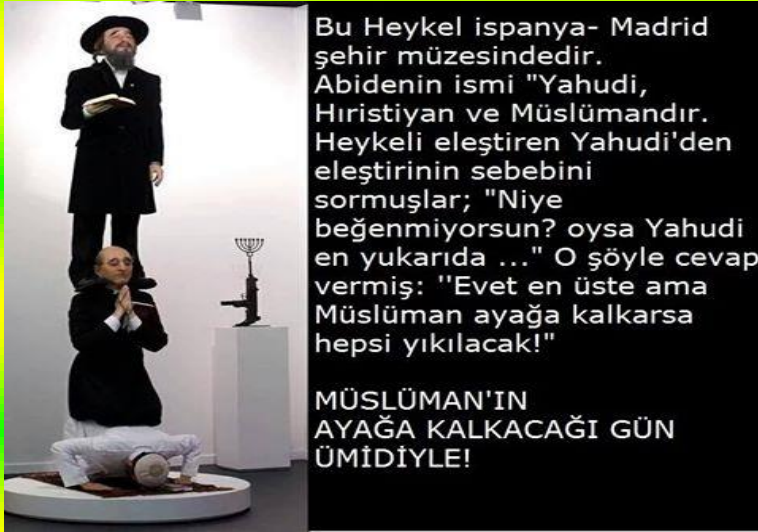 Bu Heykel ispanya- Madrid
şehir müzesindedir.
Abidenin ismi "Yahudi,
Hıristiyan ve Müslümandır.
Heykeli eleştiren Yahudi'den
eleştirinin sebebini
sormuşlar; "Niye
beğenmiyorsun? oysa Yahudi
en yukarıda ..." O şöyle cevap
vermiş: ''Evet en üste ama
Müslüman ayağa kalkarsa
hepsi yıkılacak!"
MÜSLÜMAN'IN
AYAĞA KALKACAĞI GÜN
ÜMİDİYLE!